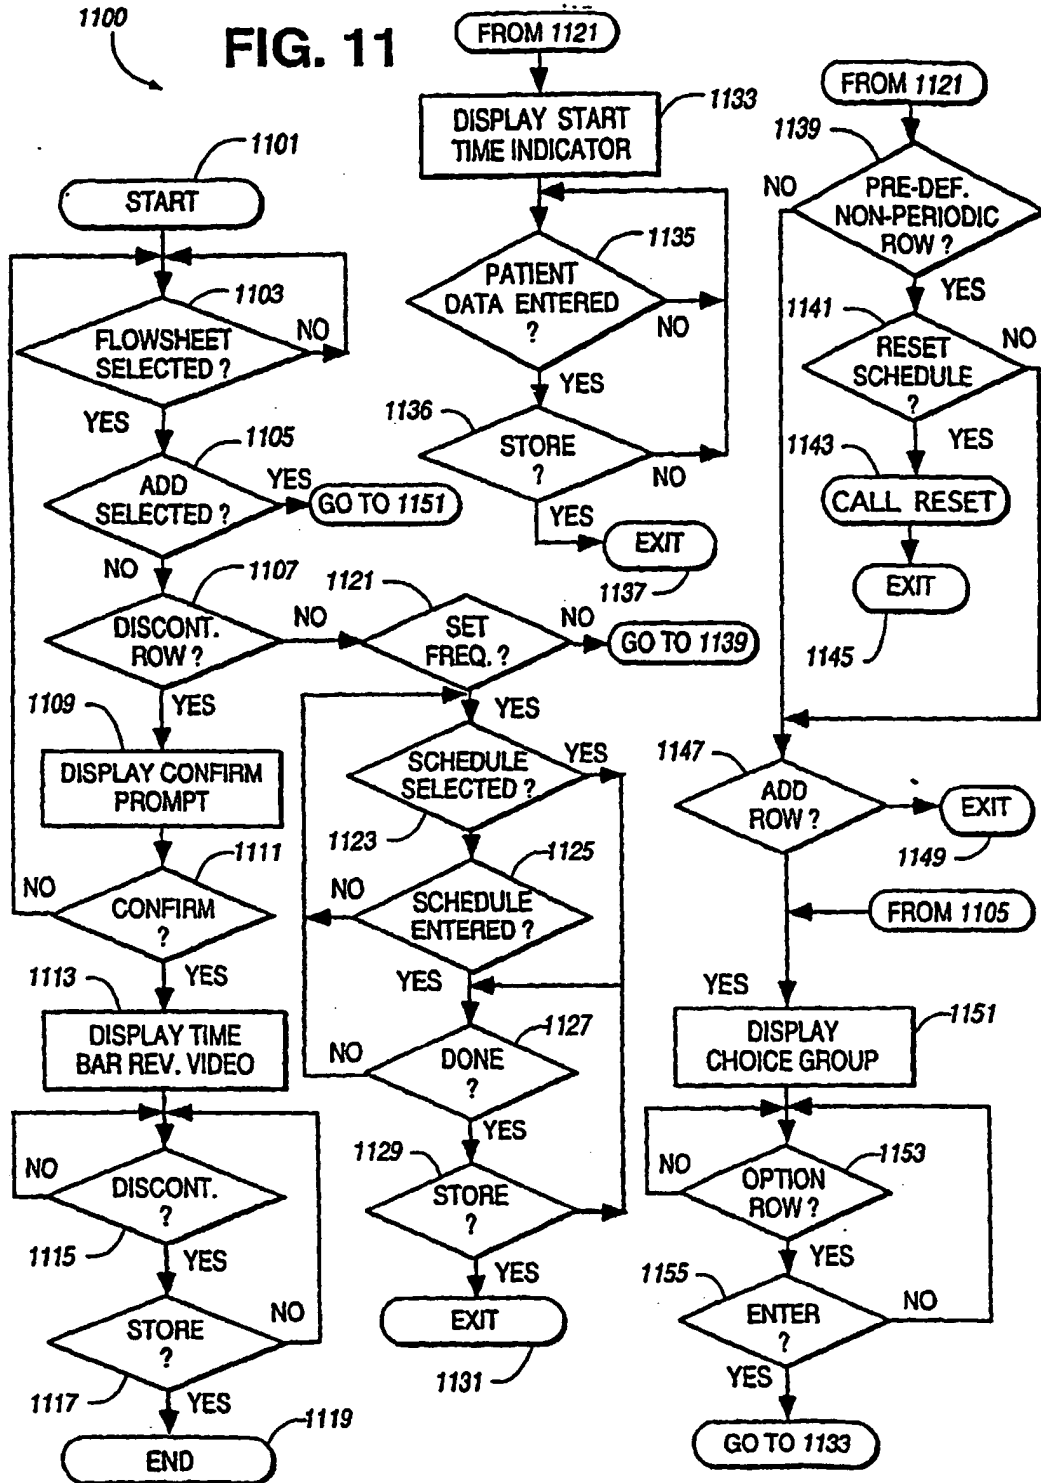 1100
FIG. 11
1101
START
1103
FLOWSHEET
SELECTED ?
NO
YES
1105
ADD
SELECTED ?
YES
GO TO 1151
NO
1107
DISCONT.
ROW ?
NO
YES
1109
DISPLAY CONFIRM
PROMPT
1111
NO
CONFIRM
?
YES
1113
DISPLAY TIME
BAR REV. VIDEO
NO
DISCONT.
?
1115
YES
STORE
?
NO
1117
YES
1119
END
FROM 1121
1133
DISPLAY START
TIME INDICATOR
1135
PATIENT
DATA ENTERED
?
NO
YES
1136
STORE
?
NO
YES
EXIT
1137
1121
SET
FREQ. ?
NO
GO TO 1139
YES
SCHEDULE
SELECTED ?
YES
1123
1125
NO
SCHEDULE
ENTERED ?
YES
1127
NO
DONE
?
YES
1129
STORE
?
YES
EXIT
1131
FROM 1121
1139
NO
PRE-DEF.
NON-PERIODIC
ROW ?
YES
1141
NO
RESET
SCHEDULE
?
YES
1143
CALL RESET
EXIT
1145
1147
ADD
ROW ?
EXIT
1149
FROM 1105
YES
1151
DISPLAY
CHOICE GROUP
1153
NO
OPTION
ROW ?
YES
1155
ENTER
?
NO
YES
GO TO 1133